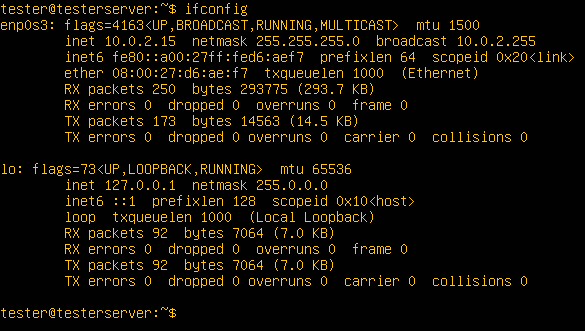 tester@testerserver:~$ ifconfig
enp0s3: flags=4163<UP,BROADCAST,RUNNING,MULTICAST>  mtu 1500
        inet 10.0.2.15  netmask 255.255.255.0  broadcast 10.0.2.255
        inet6 fe80::a00:27ff:fed6:aef7  prefixlen 64  scopeid 0x20<link>
        ether 08:00:27:d6:ae:f7  txqueuelen 1000  (Ethernet)
        RX packets 250  bytes 293775 (293.7 KB)
        RX errors 0  dropped 0  overruns 0  frame 0
        TX packets 173  bytes 14563 (14.5 KB)
        TX errors 0  dropped 0 overruns 0  carrier 0  collisions 0

lo: flags=73<UP,LOOPBACK,RUNNING>  mtu 65536
        inet 127.0.0.1  netmask 255.0.0.0
        inet6 ::1  prefixlen 128  scopeid 0x10<host>
        loop  txqueuelen 1000  (Local Loopback)
        RX packets 92  bytes 7064 (7.0 KB)
        RX errors 0  dropped 0  overruns 0  frame 0
        TX packets 92  bytes 7064 (7.0 KB)
        TX errors 0  dropped 0 overruns 0  carrier 0  collisions 0

tester@testerserver:~$